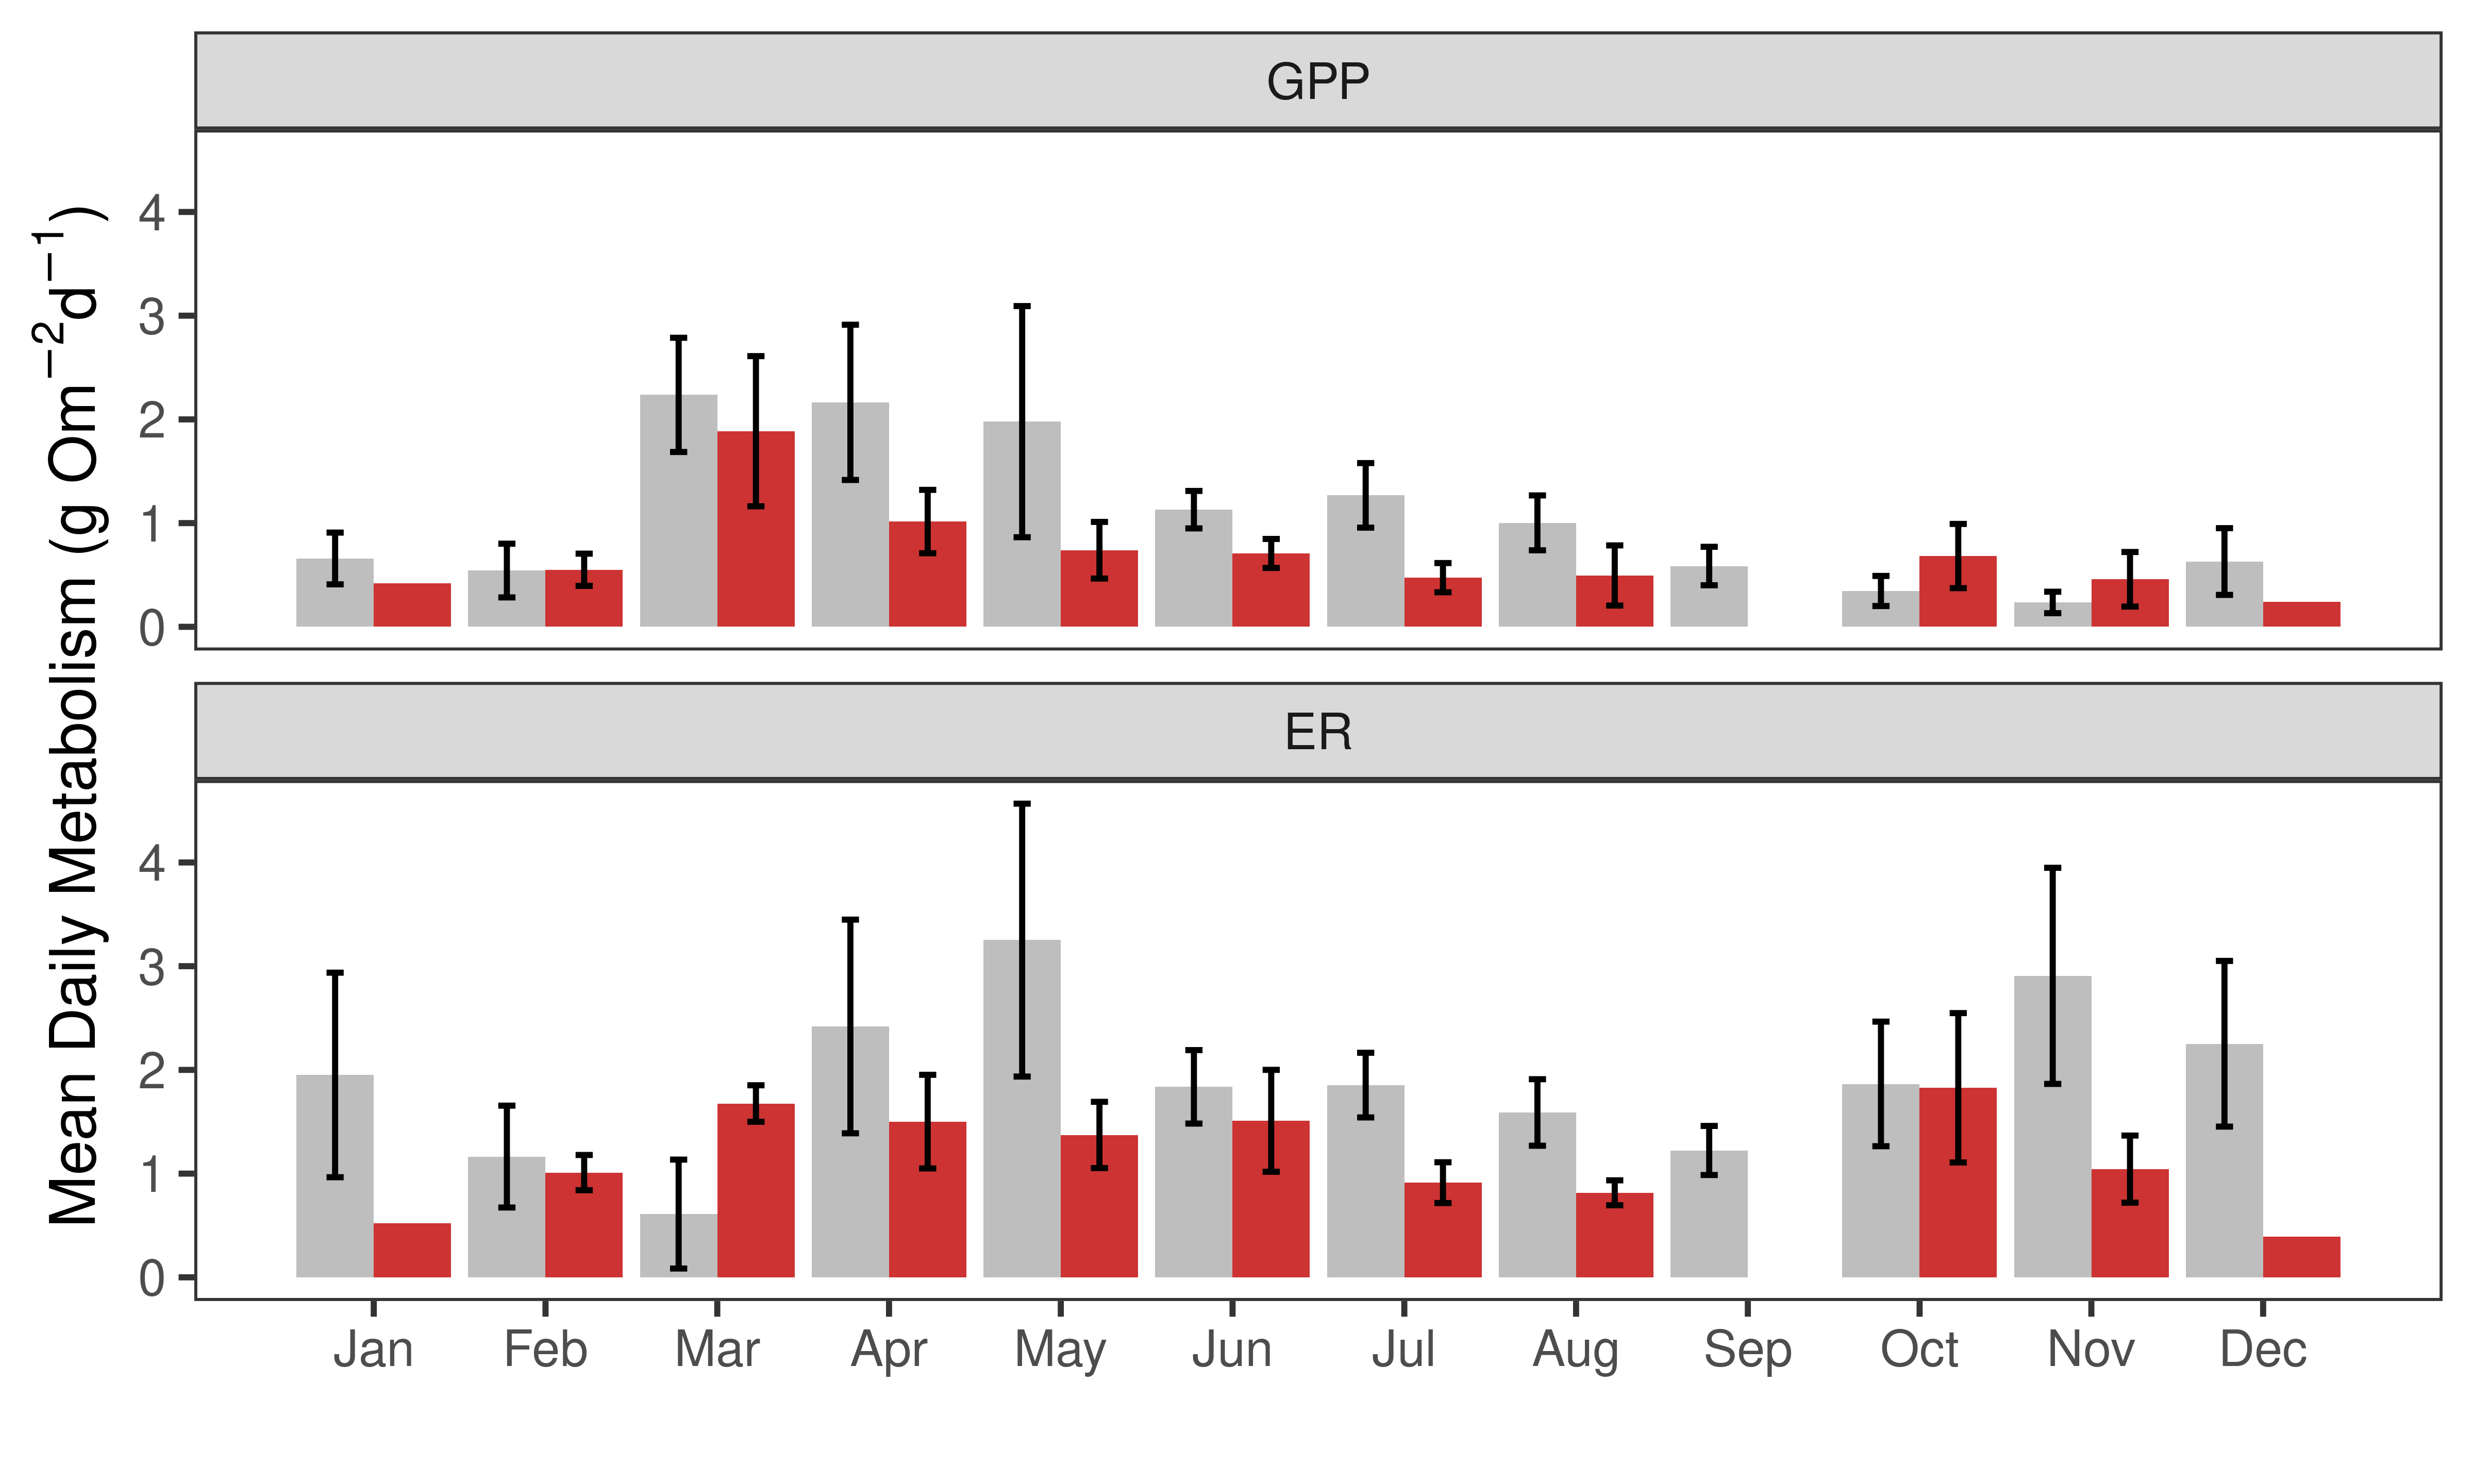 GPP
4
3
2
1
0
Mean Daily Metabolism (g Om⁻²d⁻¹)
ER
4
3
2
1
0
Jan Feb Mar Apr May Jun Jul Aug Sep Oct Nov Dec